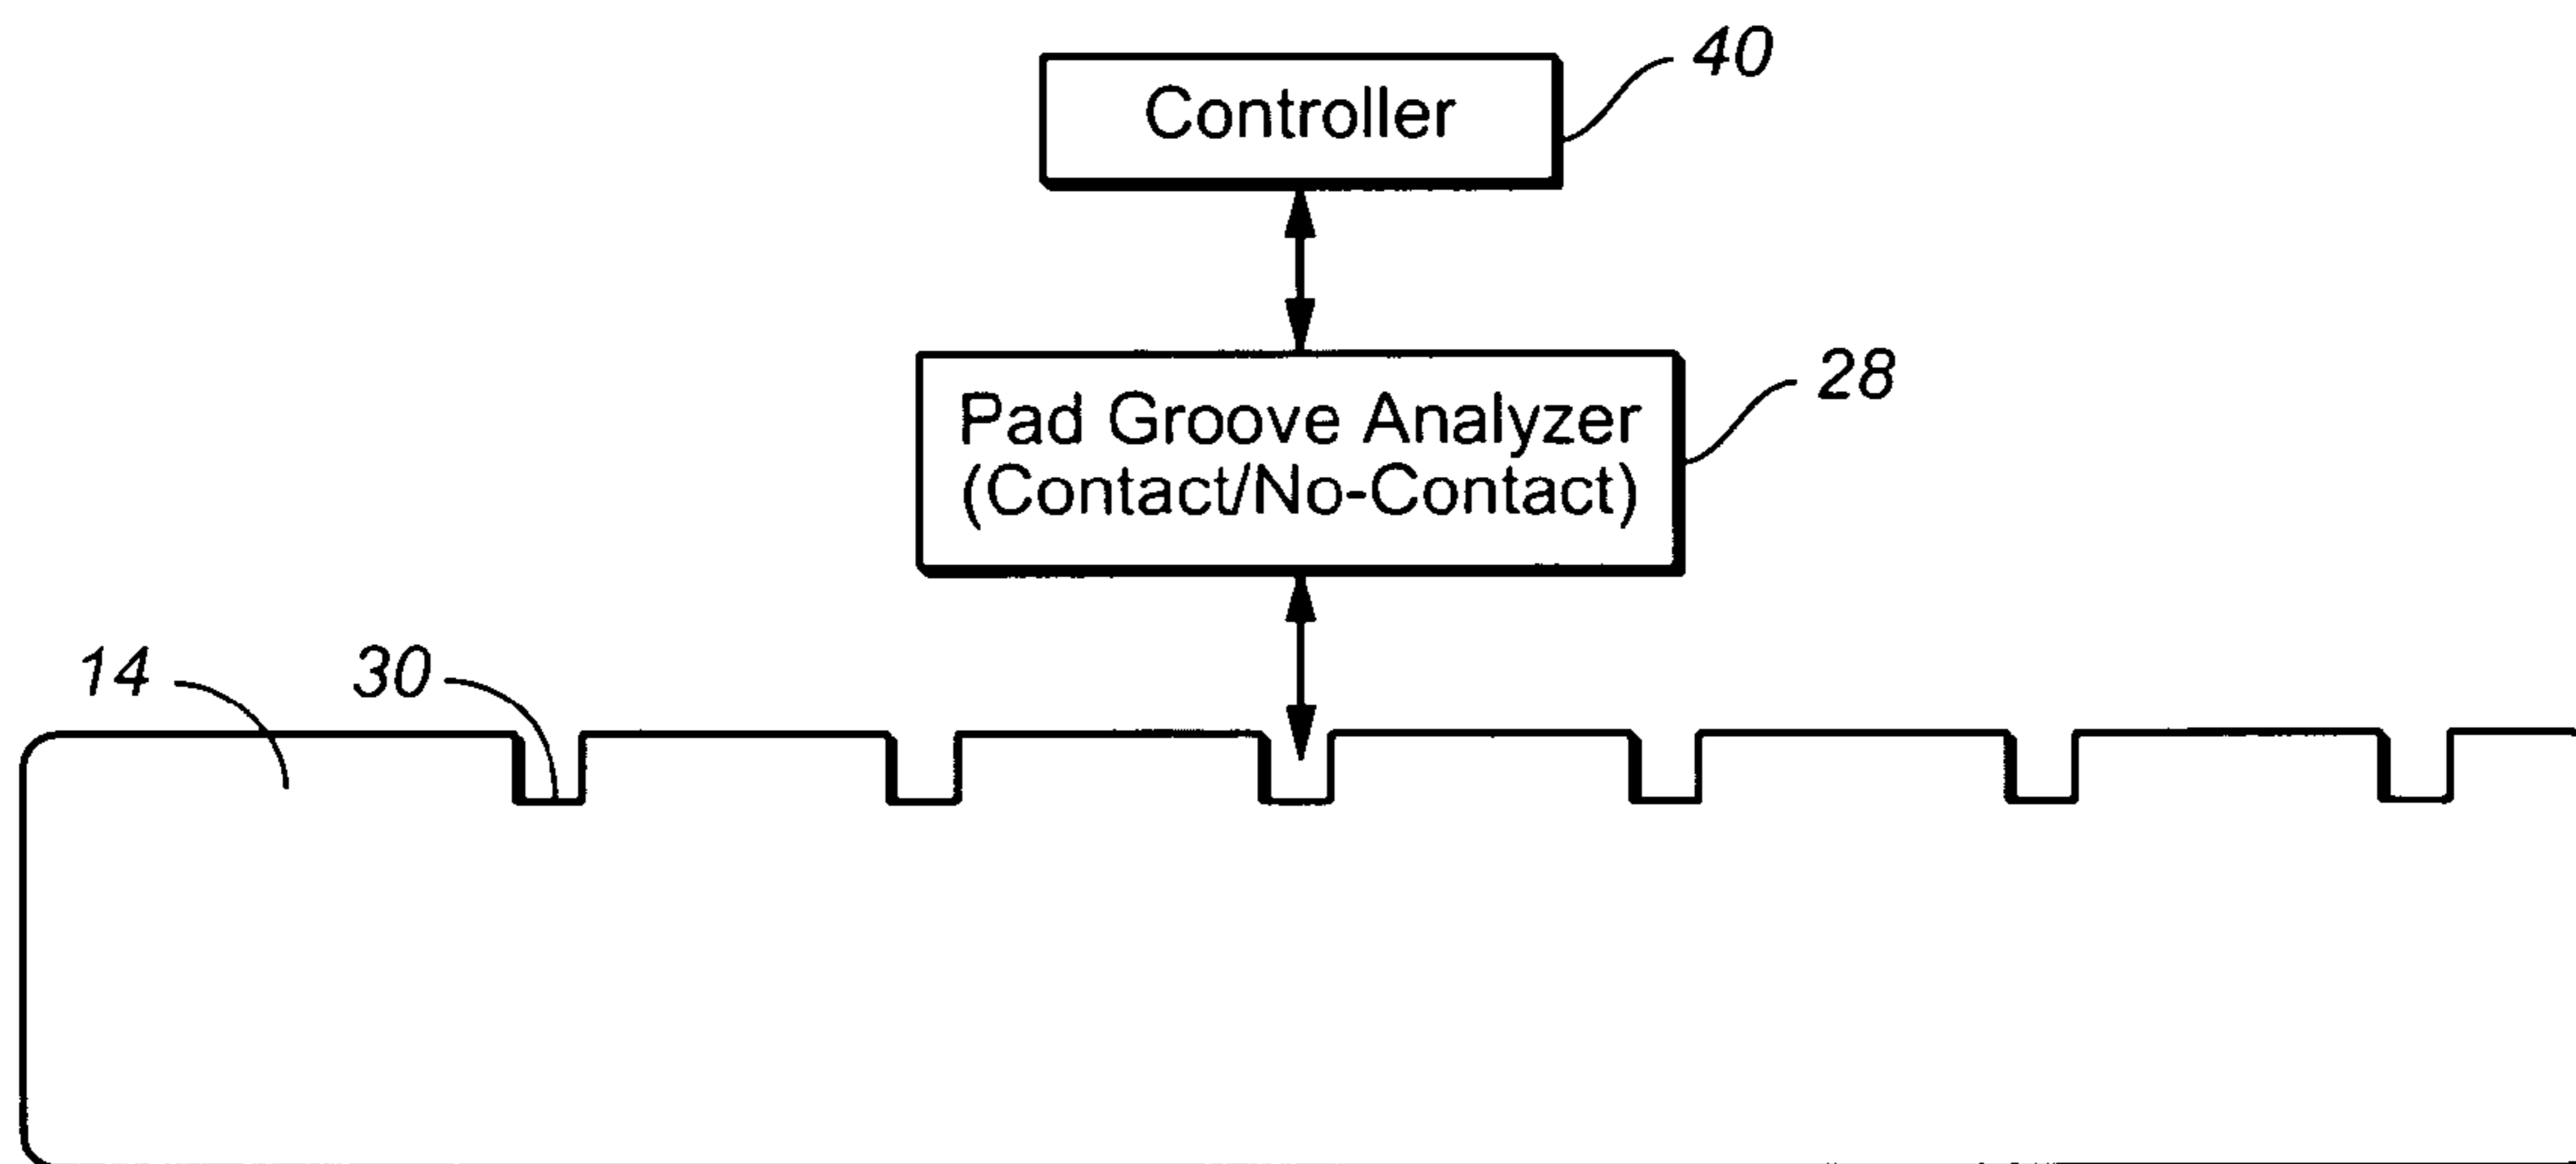 40
Controller
28
Pad Groove Analyzer
(Contact/No-Contact)
14
30